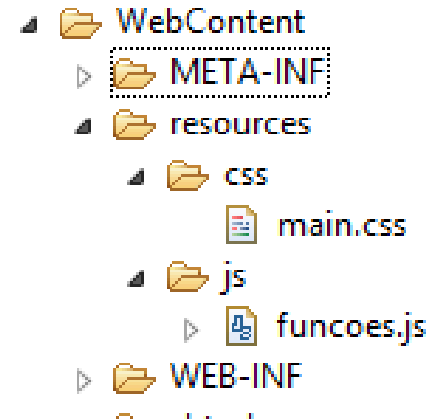 WebContent
META-INF
resources
css
main.css
js
funcoes.js
WEB-INF